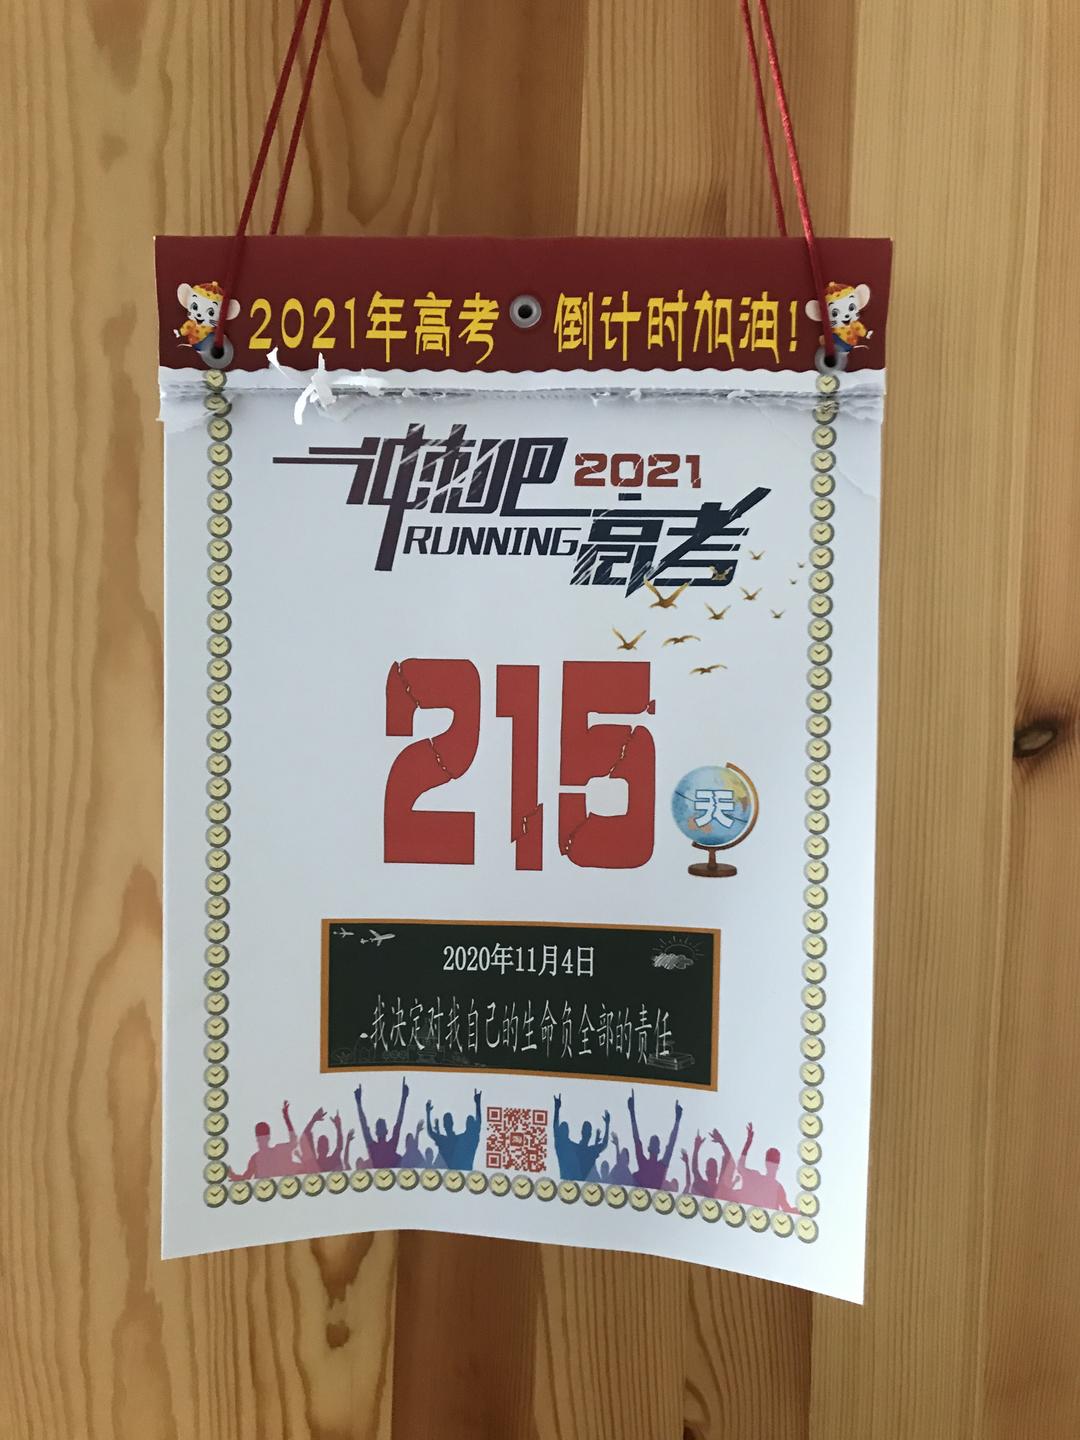 2021年高考 倒计时加油!
冲刺吧 2021
RUNNING 高考
215 天
2020年11月4日
-我决定对我自己的生命负全部的责任